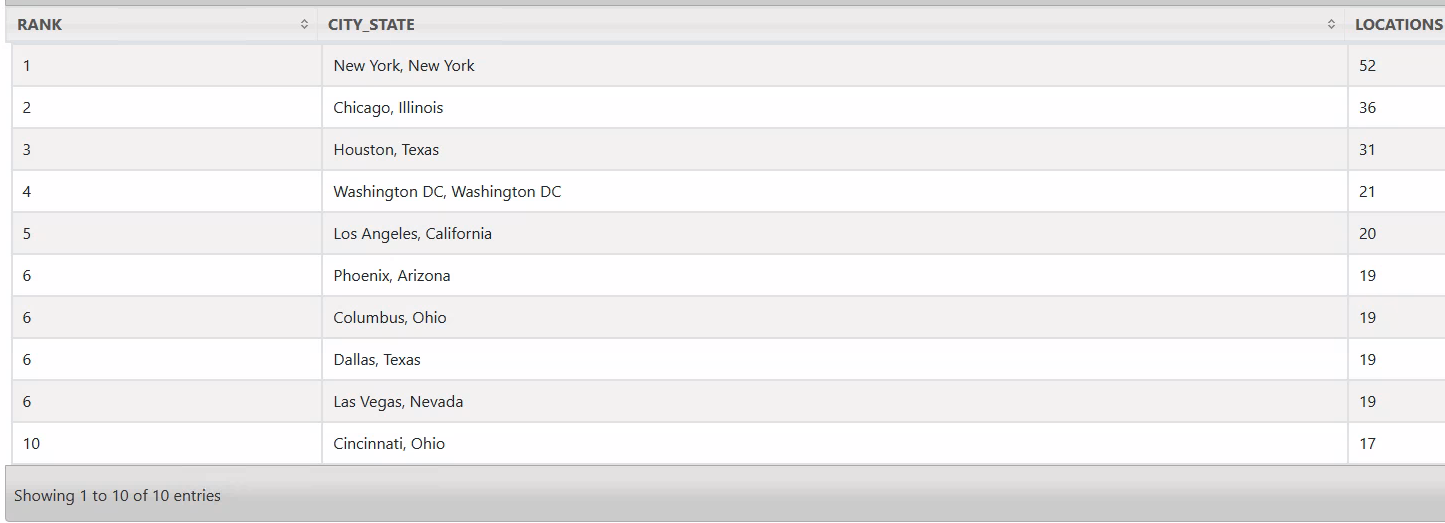 RANK CITY_STATE LOCATIONS
1 New York, New York 52
2 Chicago, Illinois 36
3 Houston, Texas 31
4 Washington DC, Washington DC 21
5 Los Angeles, California 20
6 Phoenix, Arizona 19
6 Columbus, Ohio 19
6 Dallas, Texas 19
6 Las Vegas, Nevada 19
10 Cincinnati, Ohio 17
Showing 1 to 10 of 10 entries